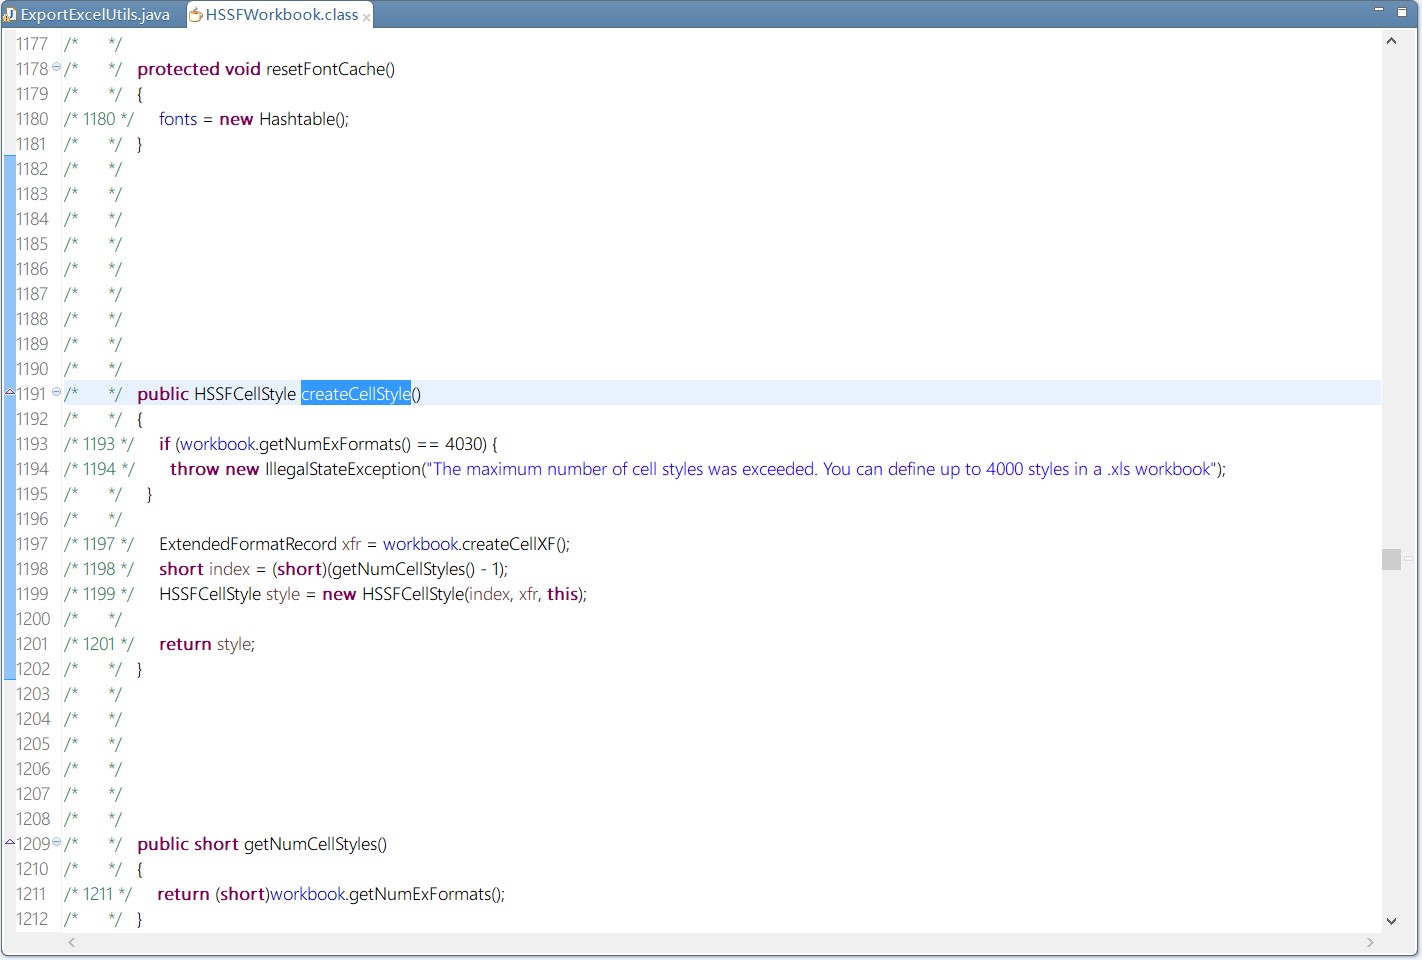 ExportExcelUtils.java HSSFWorkbook.class
1177 /* */
1178 /* */ protected void resetFontCache()
1179 /* */ {
1180 /* 1180 */ fonts = new Hashtable();
1181 /* */ }
1182 /* */
1183 /* */
1184 /* */
1185 /* */
1186 /* */
1187 /* */
1188 /* */
1189 /* */
1190 /* */
1191 /* */ public HSSFCellStyle createCellStyle()
1192 /* */ {
1193 /* 1193 */ if (workbook.getNumExFormats() == 4030) {
1194 /* 1194 */ throw new IllegalStateException("The maximum number of cell styles was exceeded. You can define up to 4000 styles in a .xls workbook");
1195 /* */ }
1196 /* */
1197 /* 1197 */ ExtendedFormatRecord xfr = workbook.createCellXF();
1198 /* 1198 */ short index = (short)(getNumCellStyles() - 1);
1199 /* 1199 */ HSSFCellStyle style = new HSSFCellStyle(index, xfr, this);
1200 /* */
1201 /* 1201 */ return style;
1202 /* */ }
1203 /* */
1204 /* */
1205 /* */
1206 /* */
1207 /* */
1208 /* */
1209 /* */ public short getNumCellStyles()
1210 /* */ {
1211 /* 1211 */ return (short)workbook.getNumExFormats();
1212 /* */ }